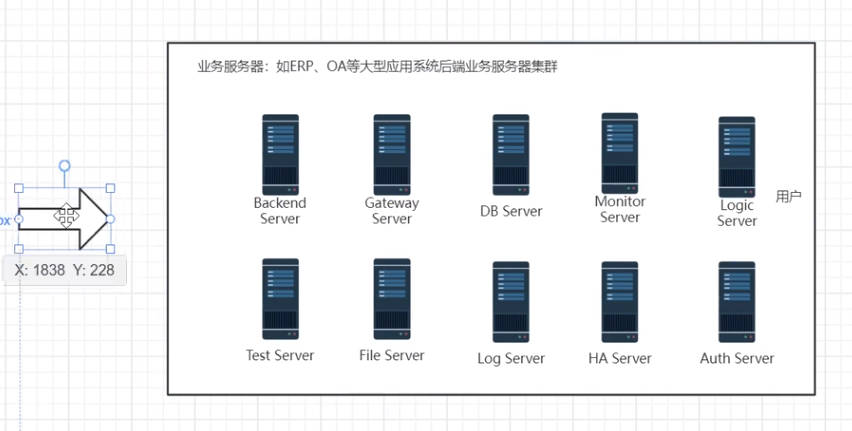 业务服务器：如ERP、OA等大型应用系统后端业务服务器集群
Backend
Server
Gateway
Server
DB Server
Monitor
Server
Logic
Server
用户
X: 1838  Y: 228
Test Server
File Server
Log Server
HA Server
Auth Server